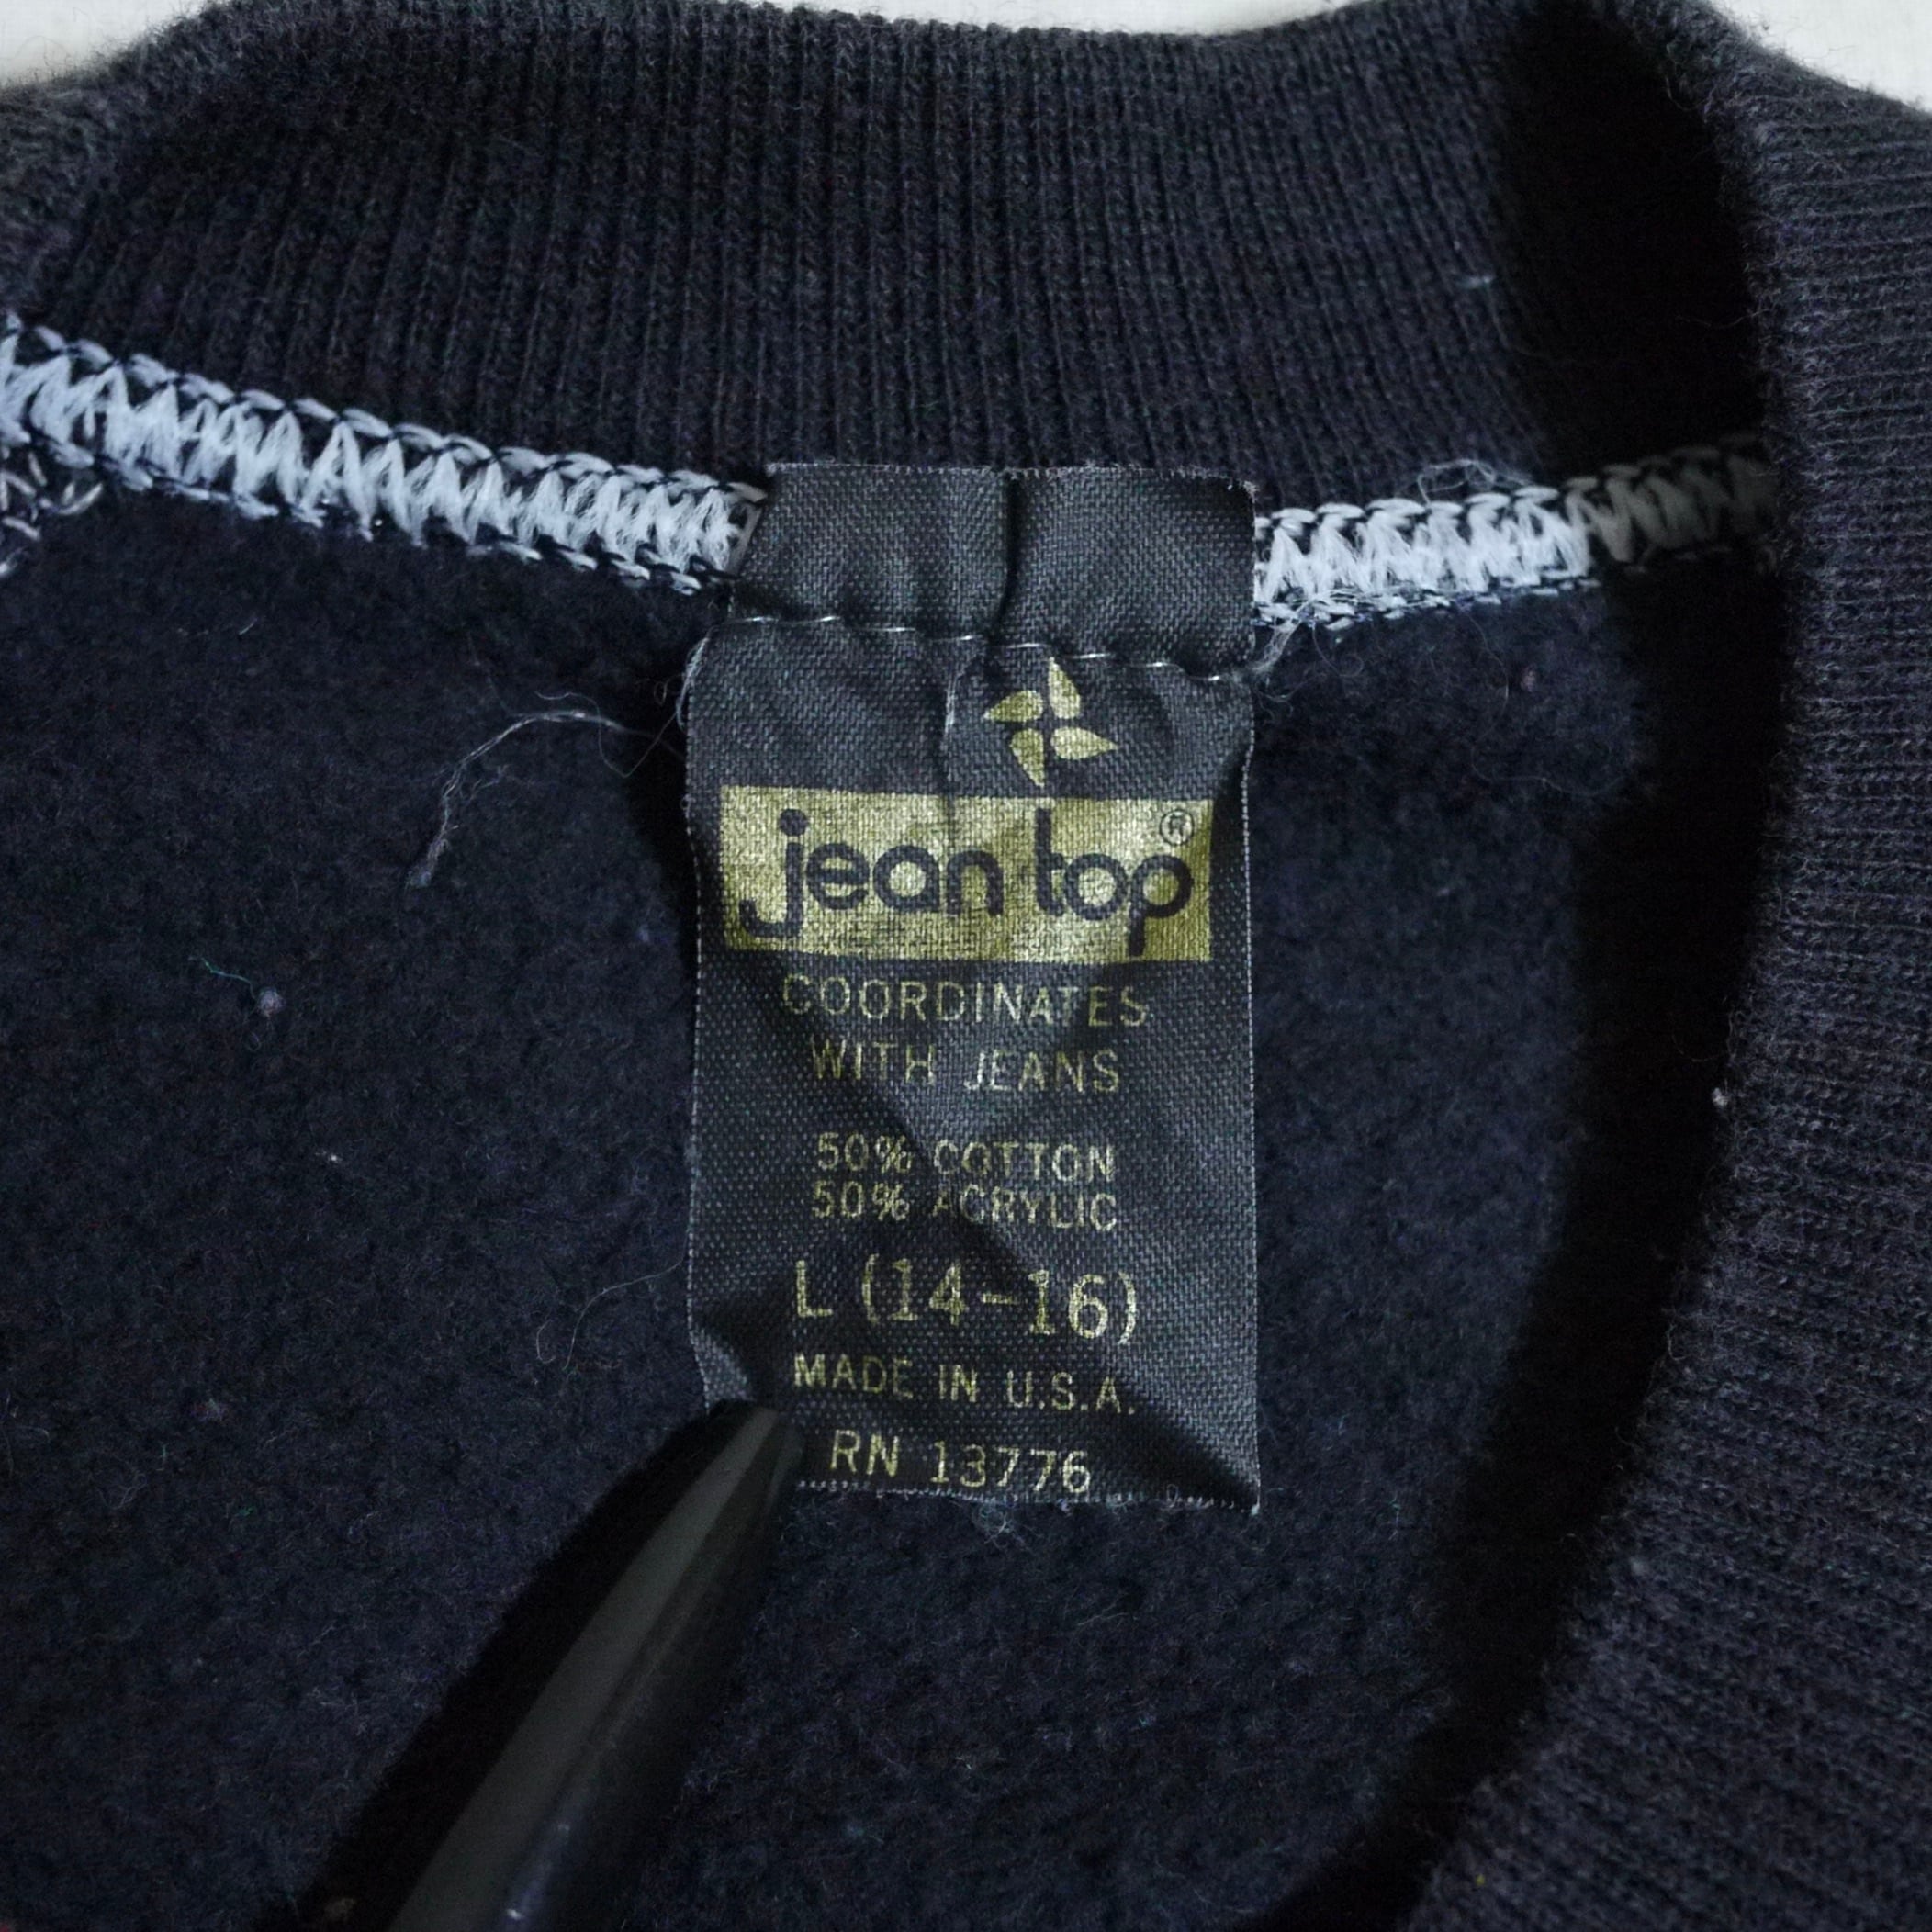 jean top®
COORDINATES
WITH JEANS
50% COTTON
50% ACRYLIC
L (14-16)
MADE IN U.S.A.
RN 13776